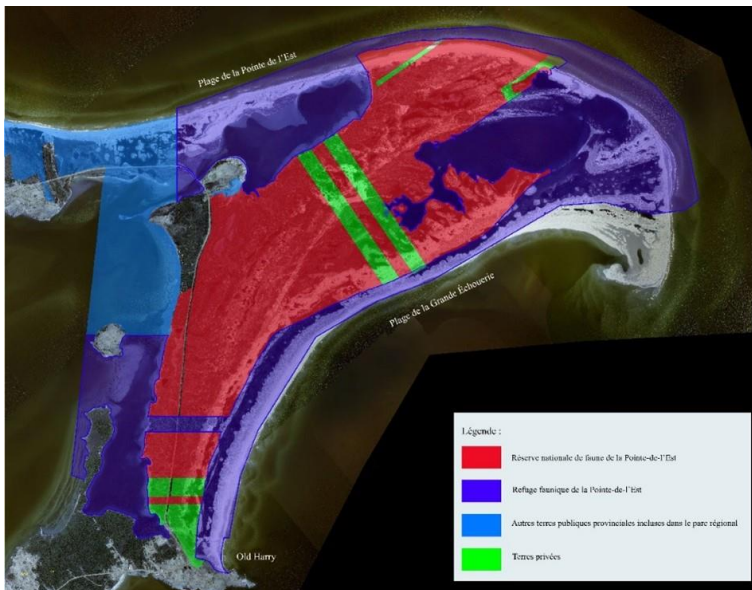 Plage de la Pointe de l'Est
Plage de la Grande Échouerie
Old Harry
Légende :
Réserve nationale de faune de la Pointe-de-l'Est
Refuge faunique de la Pointe-de-l'Est
Autres terres publiques provinciales incluses dans le parc régional
Terres privées